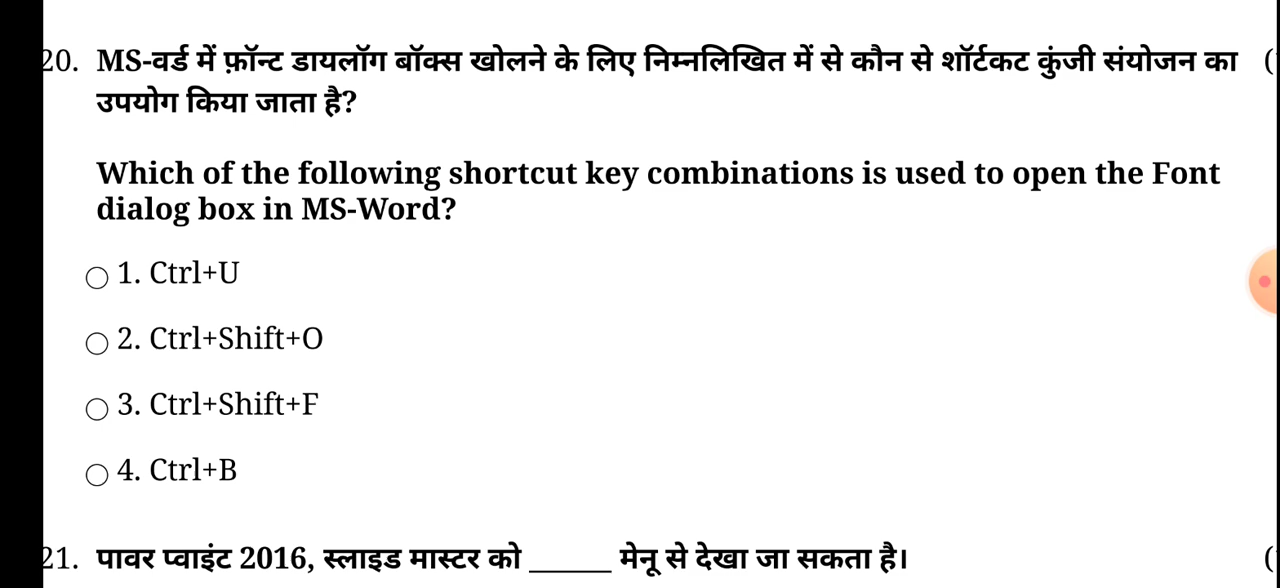 20. MS-वर्ड में फ़ॉन्ट डायलॉग बॉक्स खोलने के लिए निम्नलिखित में से कौन से शॉर्टकट कुंजी संयोजन का (
उपयोग किया जाता है?
Which of the following shortcut key combinations is used to open the Font
dialog box in MS-Word?
1. Ctrl+U
2. Ctrl+Shift+O
3. Ctrl+Shift+F
4. Ctrl+B
21. पावर प्वाइंट 2016, स्लाइड मास्टर को ______ मेनू से देखा जा सकता है। (